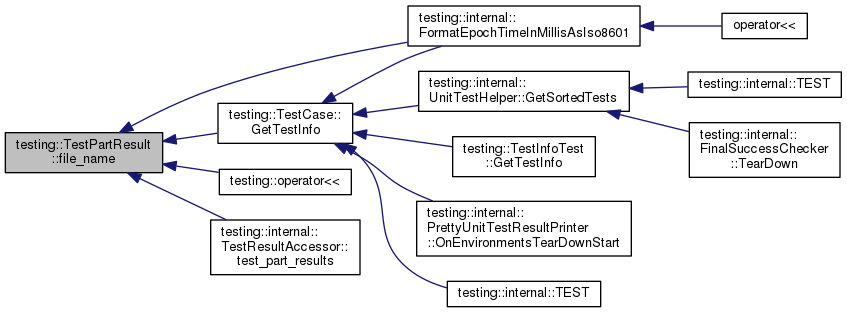 testing::TestPartResult
::file_name
testing::TestCase::
GetTestInfo
testing::operator<<
testing::internal::
TestResultAccessor::
test_part_results
testing::internal::
FormatEpochTimeInMillisAsIso8601
testing::internal::
UnitTestHelper::GetSortedTests
testing::TestInfoTest
::GetTestInfo
testing::internal::
PrettyUnitTestResultPrinter
::OnEnvironmentsTearDownStart
testing::internal::TEST
operator<<
testing::internal::TEST
testing::internal::
FinalSuccessChecker
::TearDown